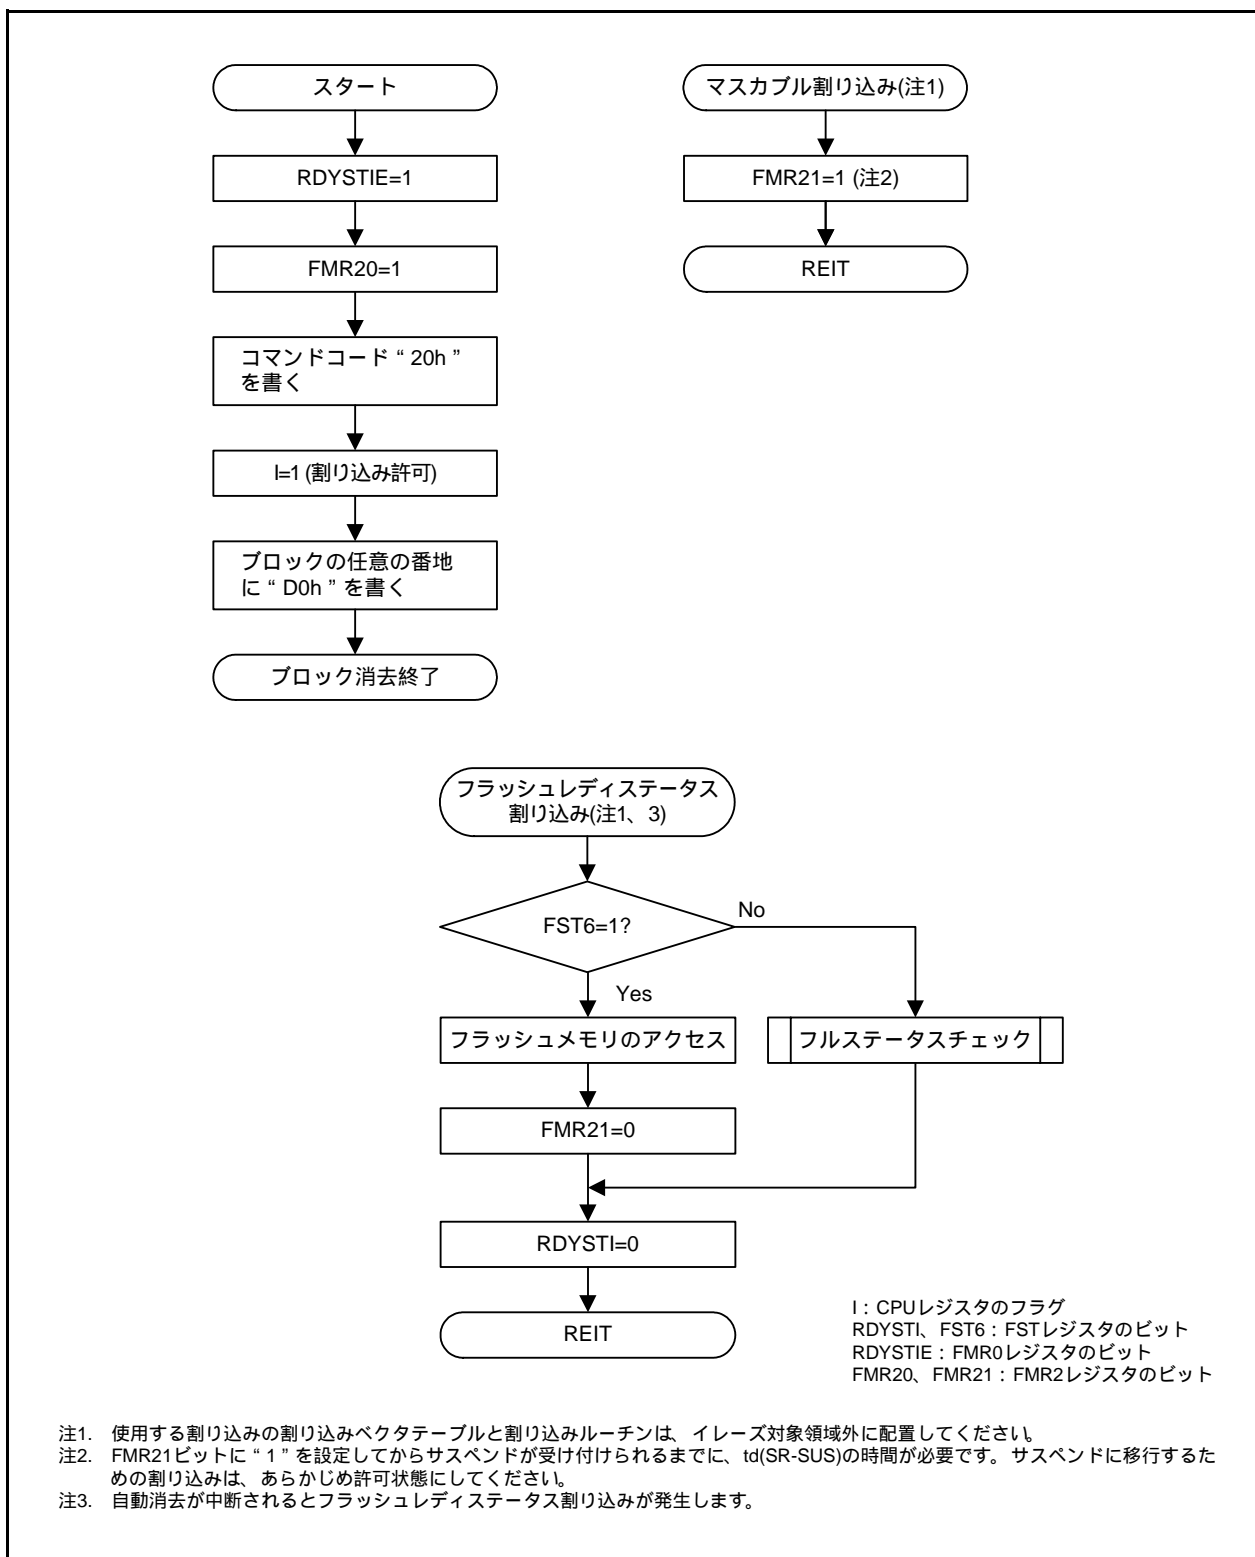 スタート
RDYSTIE=1
FMR20=1
コマンドコード“ 20h ”
を書く
I=1 (割り込み許可)
ブロックの任意の番地
に“ D0h ”を書く
ブロック消去終了
マスカブル割り込み(注1)
FMR21=1 (注2)
REIT
フラッシュレディステータス
割り込み(注1、3)
FST6=1?
No
Yes
フラッシュメモリのアクセス
フルステータスチェック
FMR21=0
RDYSTI=0
REIT
I：CPUレジスタのフラグ
RDYSTI、FST6：FSTレジスタのビット
RDYSTIE：FMR0レジスタのビット
FMR20、FMR21：FMR2レジスタのビット
注1. 使用する割り込みの割り込みベクタテーブルと割り込みルーチンは、イレーズ対象領域外に配置してください。
注2. FMR21ビットに“ 1 ”を設定してからサスペンドが受け付けられるまでに、td(SR-SUS)の時間が必要です。サスペンドに移行するた
めの割り込みは、あらかじめ許可状態にしてください。
注3. 自動消去が中断されるとフラッシュレディステータス割り込みが発生します。